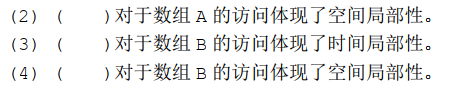 (2) (    )对于数组 A 的访问体现了空间局部性。
(3) (    )对于数组 B 的访问体现了时间局部性。
(4) (    )对于数组 B 的访问体现了空间局部性。